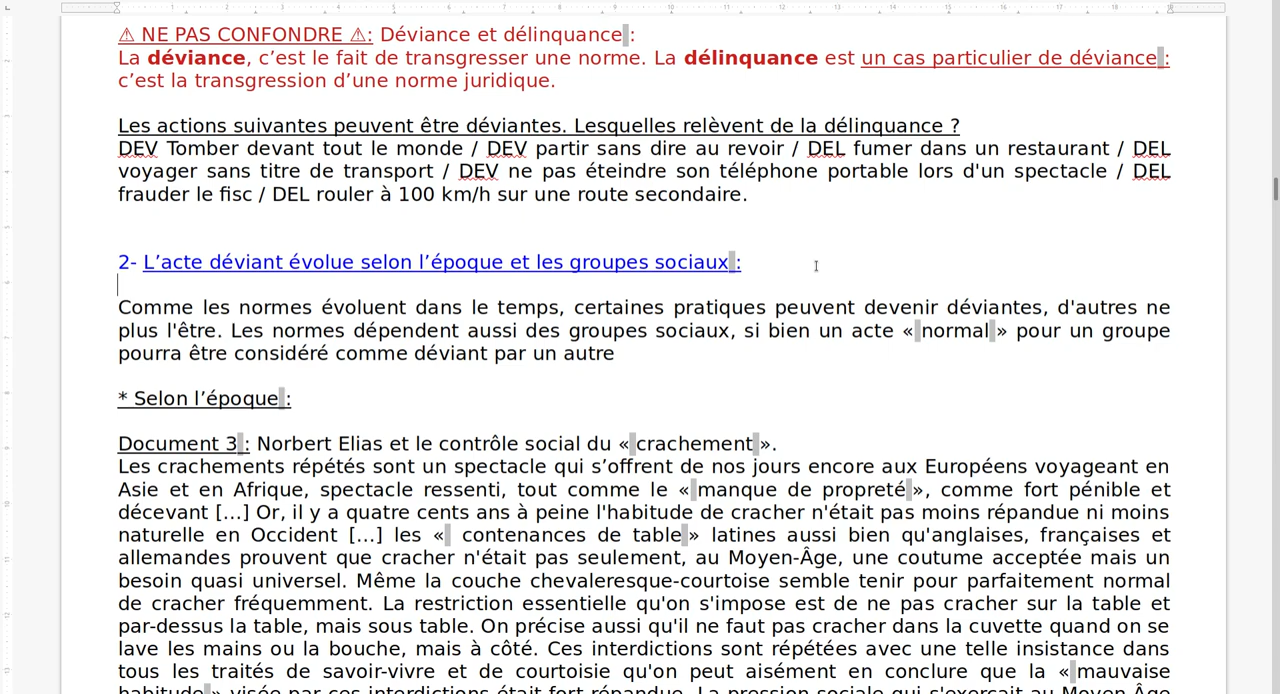 ⚠ NE PAS CONFONDRE ⚠: Déviance et délinquance :
La déviance, c’est le fait de transgresser une norme. La délinquance est un cas particulier de déviance :
c’est la transgression d’une norme juridique.
Les actions suivantes peuvent être déviantes. Lesquelles relèvent de la délinquance ?
DEV Tomber devant tout le monde / DEV partir sans dire au revoir / DEL fumer dans un restaurant / DEL
voyager sans titre de transport / DEV ne pas éteindre son téléphone portable lors d'un spectacle / DEL
frauder le fisc / DEL rouler à 100 km/h sur une route secondaire.
2- L’acte déviant évolue selon l’époque et les groupes sociaux :
Comme les normes évoluent dans le temps, certaines pratiques peuvent devenir déviantes, d'autres ne
plus l'être. Les normes dépendent aussi des groupes sociaux, si bien un acte « normal » pour un groupe
pourra être considéré comme déviant par un autre
* Selon l’époque :
Document 3 : Norbert Elias et le contrôle social du « crachement ».
Les crachements répétés sont un spectacle qui s’offrent de nos jours encore aux Européens voyageant en
Asie et en Afrique, spectacle ressenti, tout comme le « manque de propreté », comme fort pénible et
décevant [...] Or, il y a quatre cents ans à peine l'habitude de cracher n'était pas moins répandue ni moins
naturelle en Occident [...] les « contenances de table » latines aussi bien qu'anglaises, françaises et
allemandes prouvent que cracher n'était pas seulement, au Moyen-Âge, une coutume acceptée mais un
besoin quasi universel. Même la couche chevaleresque-courtoise semble tenir pour parfaitement normal
de cracher fréquemment. La restriction essentielle qu'on s'impose est de ne pas cracher sur la table et
par-dessus la table, mais sous table. On précise aussi qu'il ne faut pas cracher dans la cuvette quand on se
lave les mains ou la bouche, mais à côté. Ces interdictions sont répétées avec une telle insistance dans
tous les traités de savoir-vivre et de courtoisie qu'on peut aisément en conclure que la « mauvaise
habitude » visée par ces interdictions était fort répandue. La pression sociale qui s'exerçait au Moyen Âge